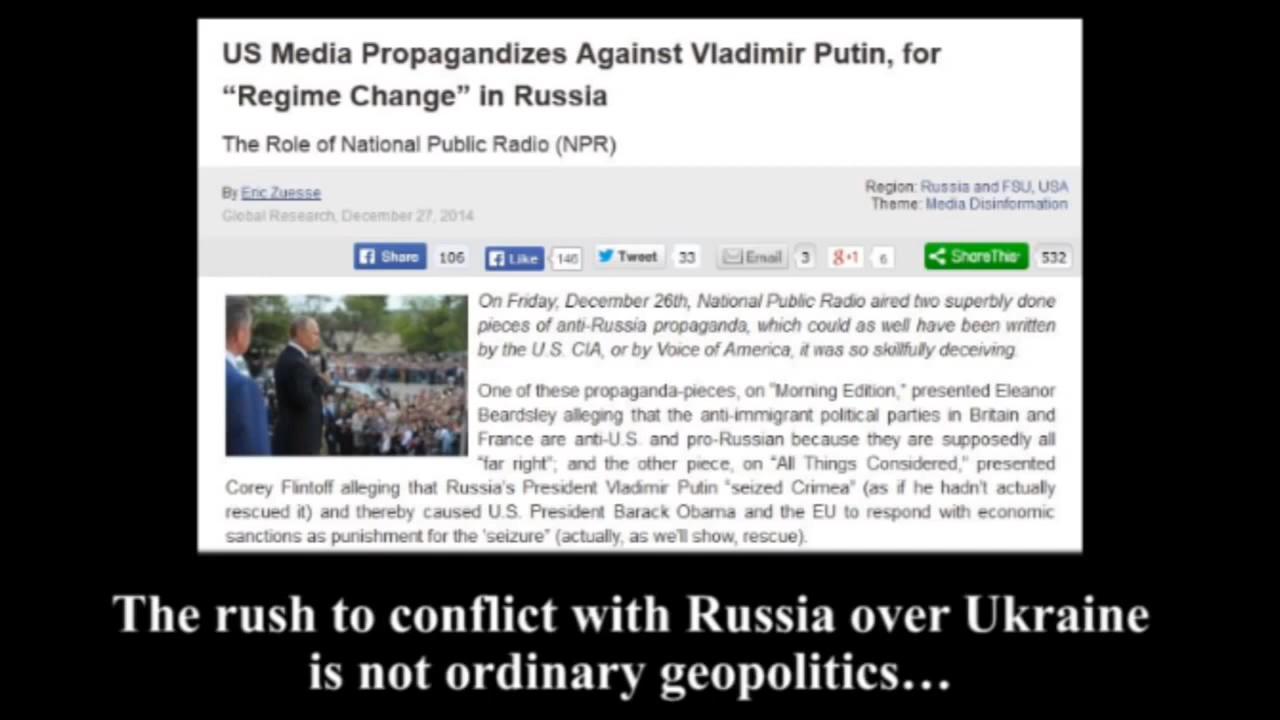 US Media Propagandizes Against Vladimir Putin, for
“Regime Change” in Russia
The Role of National Public Radio (NPR)
By Eric Zuesse
Global Research, December 27, 2014
Region: Russia and FSU, USA
Theme: Media Disinformation
Share 106 Like 146 Tweet 33 Email 3 g+1 6 ShareThis 532
On Friday, December 26th, National Public Radio aired two superbly done
pieces of anti-Russia propaganda, which could as well have been written
by the U.S. CIA, or by Voice of America, it was so skillfully deceiving.
One of these propaganda-pieces, on “Morning Edition,” presented Eleanor
Beardsley alleging that the anti-immigrant political parties in Britain and
France are anti-U.S. and pro-Russian because they are supposedly all
“far right”; and the other piece, on “All Things Considered,” presented
Corey Flintoff alleging that Russia’s President Vladimir Putin “seized Crimea” (as if he hadn’t actually
rescued it) and thereby caused U.S. President Barack Obama and the EU to respond with economic
sanctions as punishment for the ‘seizure” (actually, as we’ll show, rescue).
The rush to conflict with Russia over Ukraine
is not ordinary geopolitics…